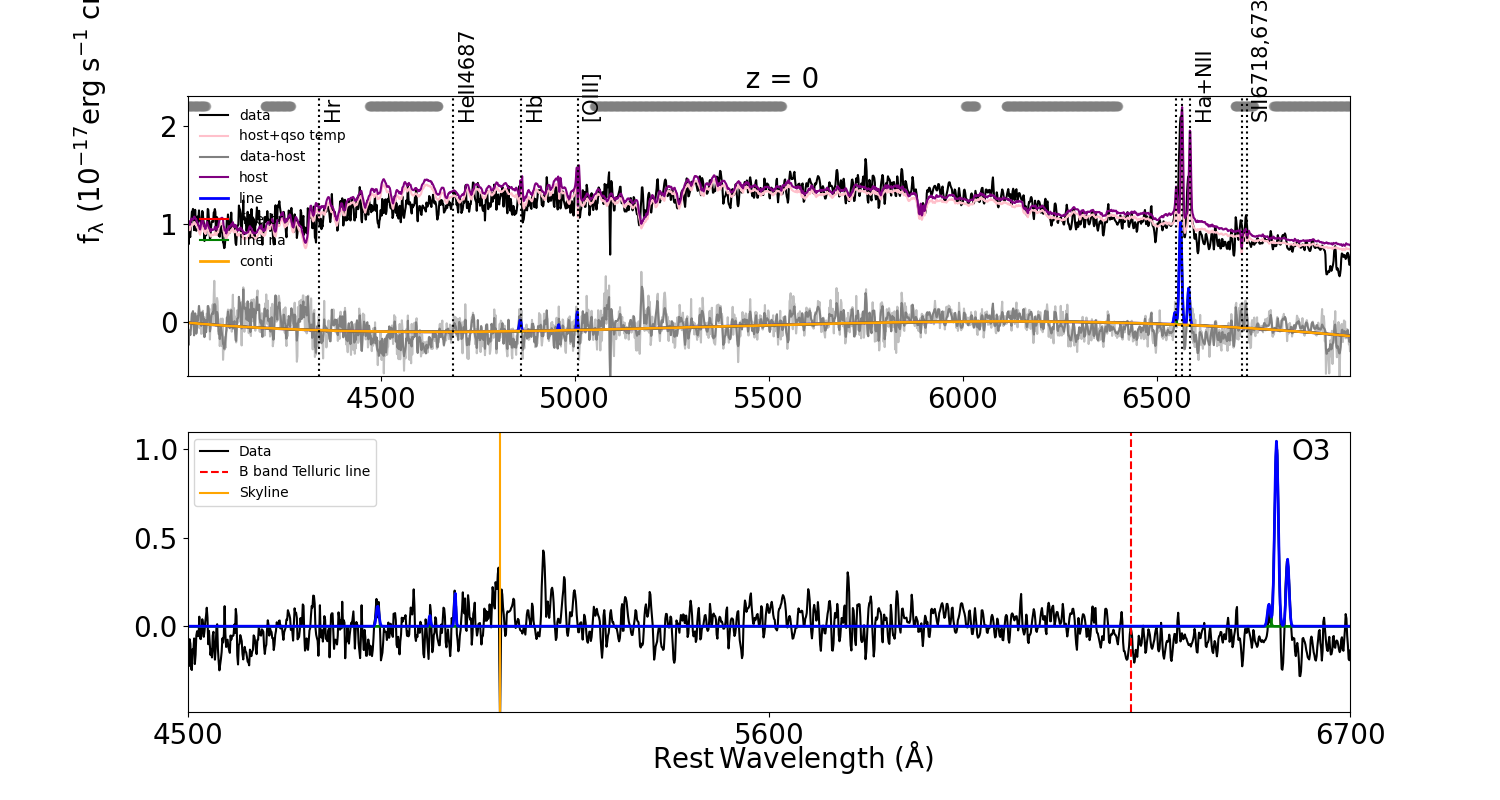 z = 0
Hr
HeII4687
Hb
[OIII]
Ha+NII
SII6718,673
f_λ (10^−17 erg s^−1 c
data
host+qso temp
data-host
host
line
line na
conti
2
1
0
4500 5000 5500 6000 6500
Data
B band Telluric line
Skyline
O3
1.0
0.5
0.0
4500 5600 6700
Rest Wavelength (Å)